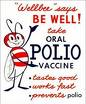 "Wellbee" says
BE WELL!
take
ORAL
POLIO
VACCINE
• tastes good
• works fast
• prevents polio